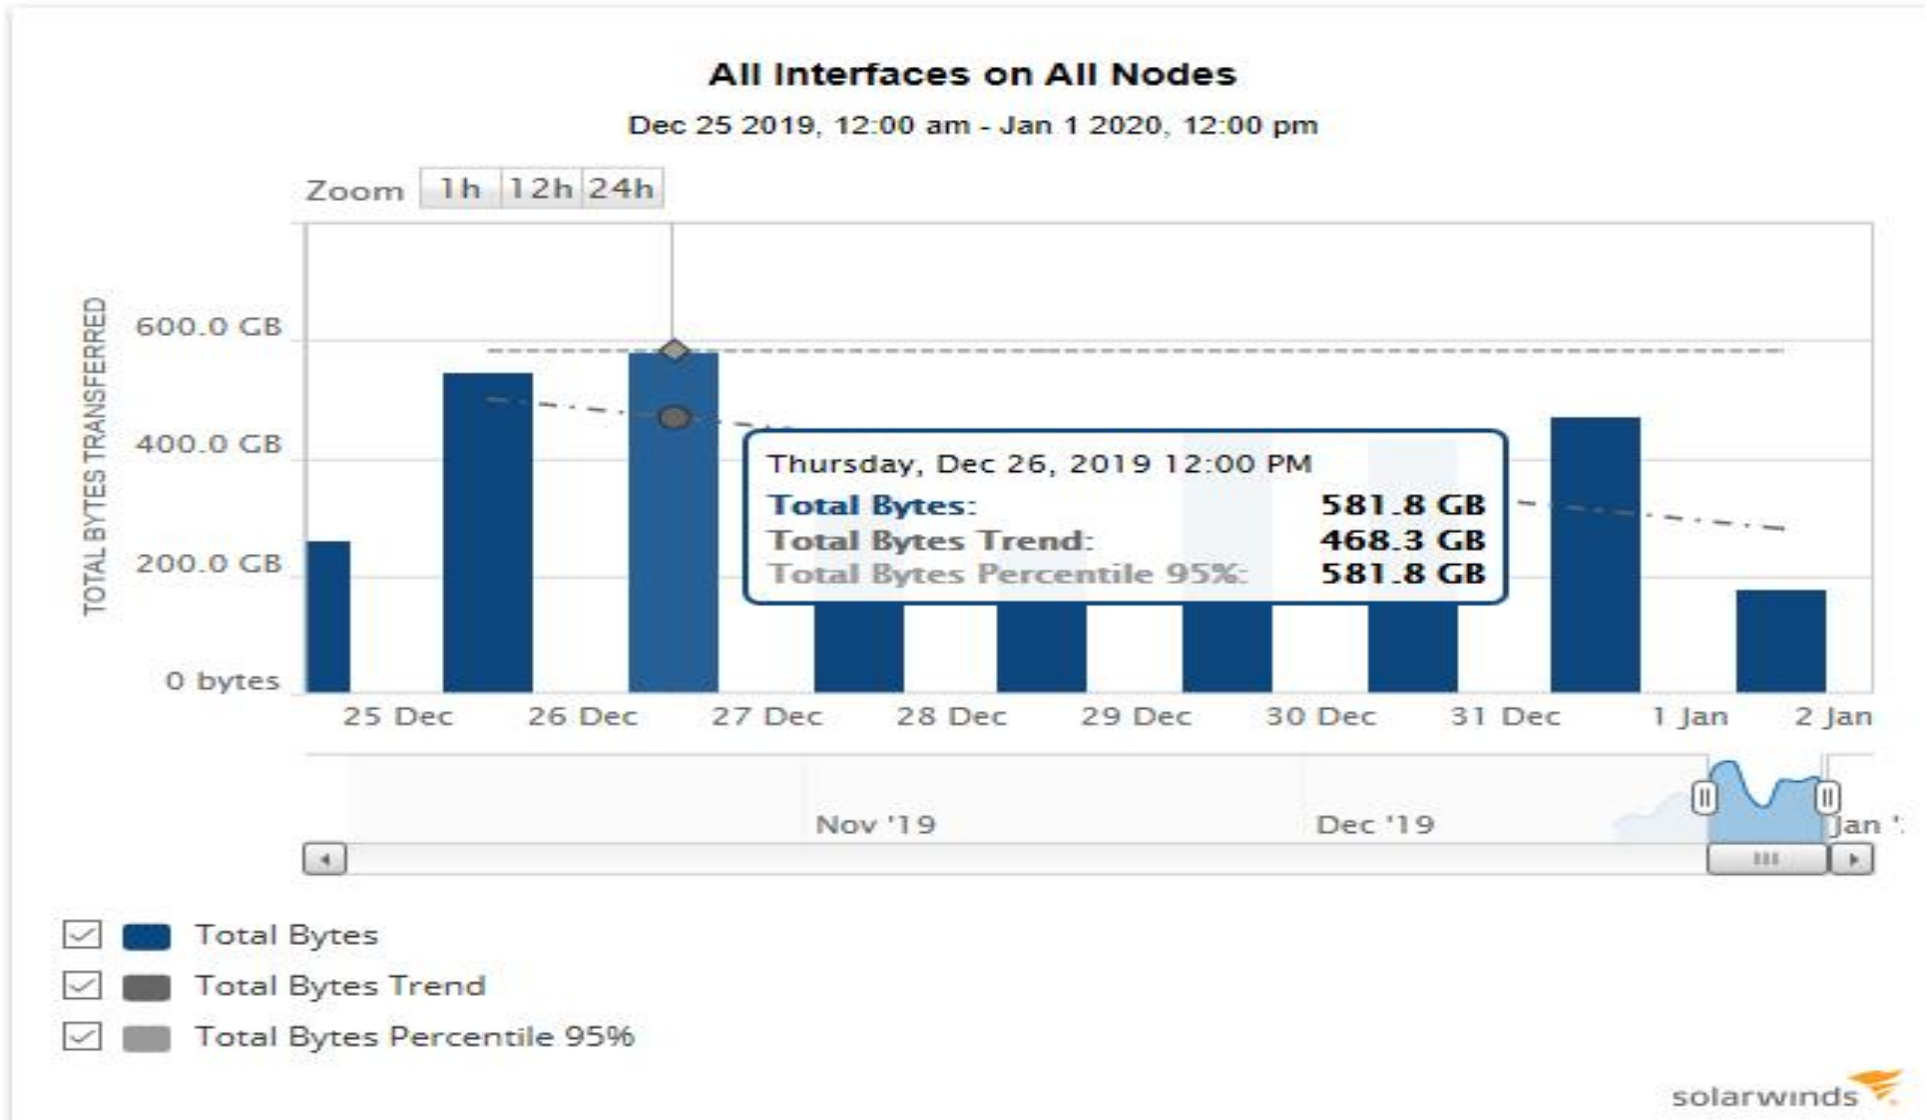 All Interfaces on All Nodes
Dec 25 2019, 12:00 am - Jan 1 2020, 12:00 pm
Zoom 1h 12h 24h
TOTAL BYTES TRANSFERRED
600.0 GB
400.0 GB
200.0 GB
0 bytes
Thursday, Dec 26, 2019 12:00 PM
Total Bytes: 581.8 GB
Total Bytes Trend: 468.3 GB
Total Bytes Percentile 95%: 581.8 GB
25 Dec 26 Dec 27 Dec 28 Dec 29 Dec 30 Dec 31 Dec 1 Jan 2 Jan
Nov '19 Dec '19 Jan '
Total Bytes
Total Bytes Trend
Total Bytes Percentile 95%
solarwinds